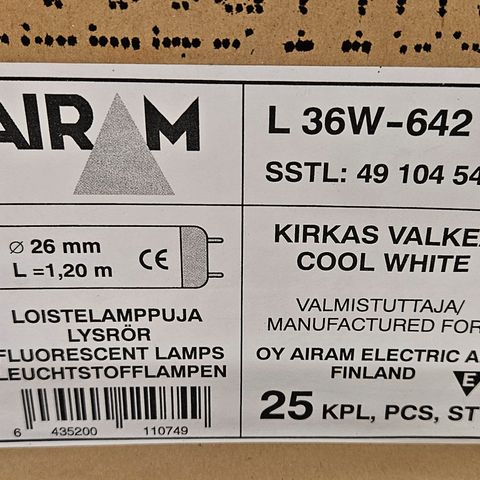 AIRAM
L 36W-642
SSTL: 49 104 54
ø 26 mm
L =1,20 m
CE
KIRKAS VALKE
COOL WHITE
LOISTELAMPPUJA
LYSRÖR
FLUORESCENT LAMPS
LEUCHTSTOFFLAMPEN
VALMISTUTTAJA/
MANUFACTURED FOR
OY AIRAM ELECTRIC A
FINLAND
E
25 KPL, PCS, ST
6 435200 110749